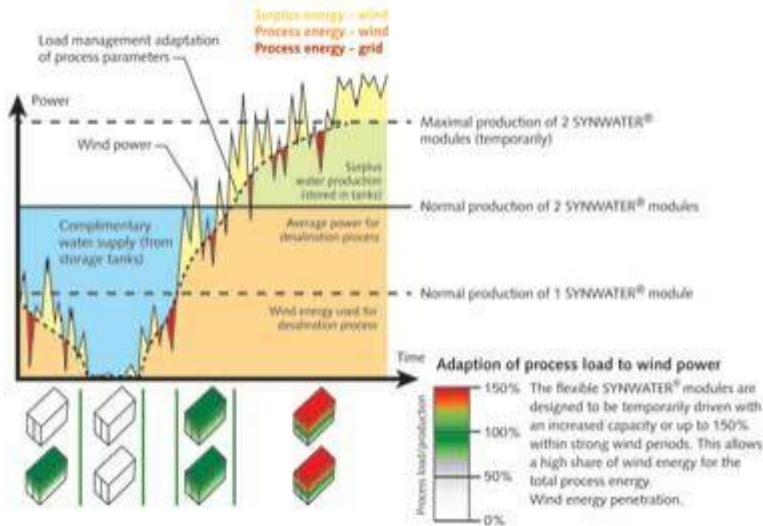 Surplus energy – wind
Process energy – wind
Process energy – grid
Load management adaptation
of process parameters
Power
Wind power
Maximal production of 2 SYNWATER®
modules (temporarily)
Surplus
water production
(stored in tanks)
Normal production of 2 SYNWATER® modules
Complimentary
water supply (from
storage tanks)
Average power for
desalination process
Normal production of 1 SYNWATER® module
Wind energy used for
desalination process
Time
Adaption of process load to wind power
Process load/production
150%
100%
50%
0%
The flexible SYNWATER® modules are
designed to be temporarily driven with
an increased capacity or up to 150%
within strong wind periods. This allows
a high share of wind energy for the
total process energy.
Wind energy penetration.